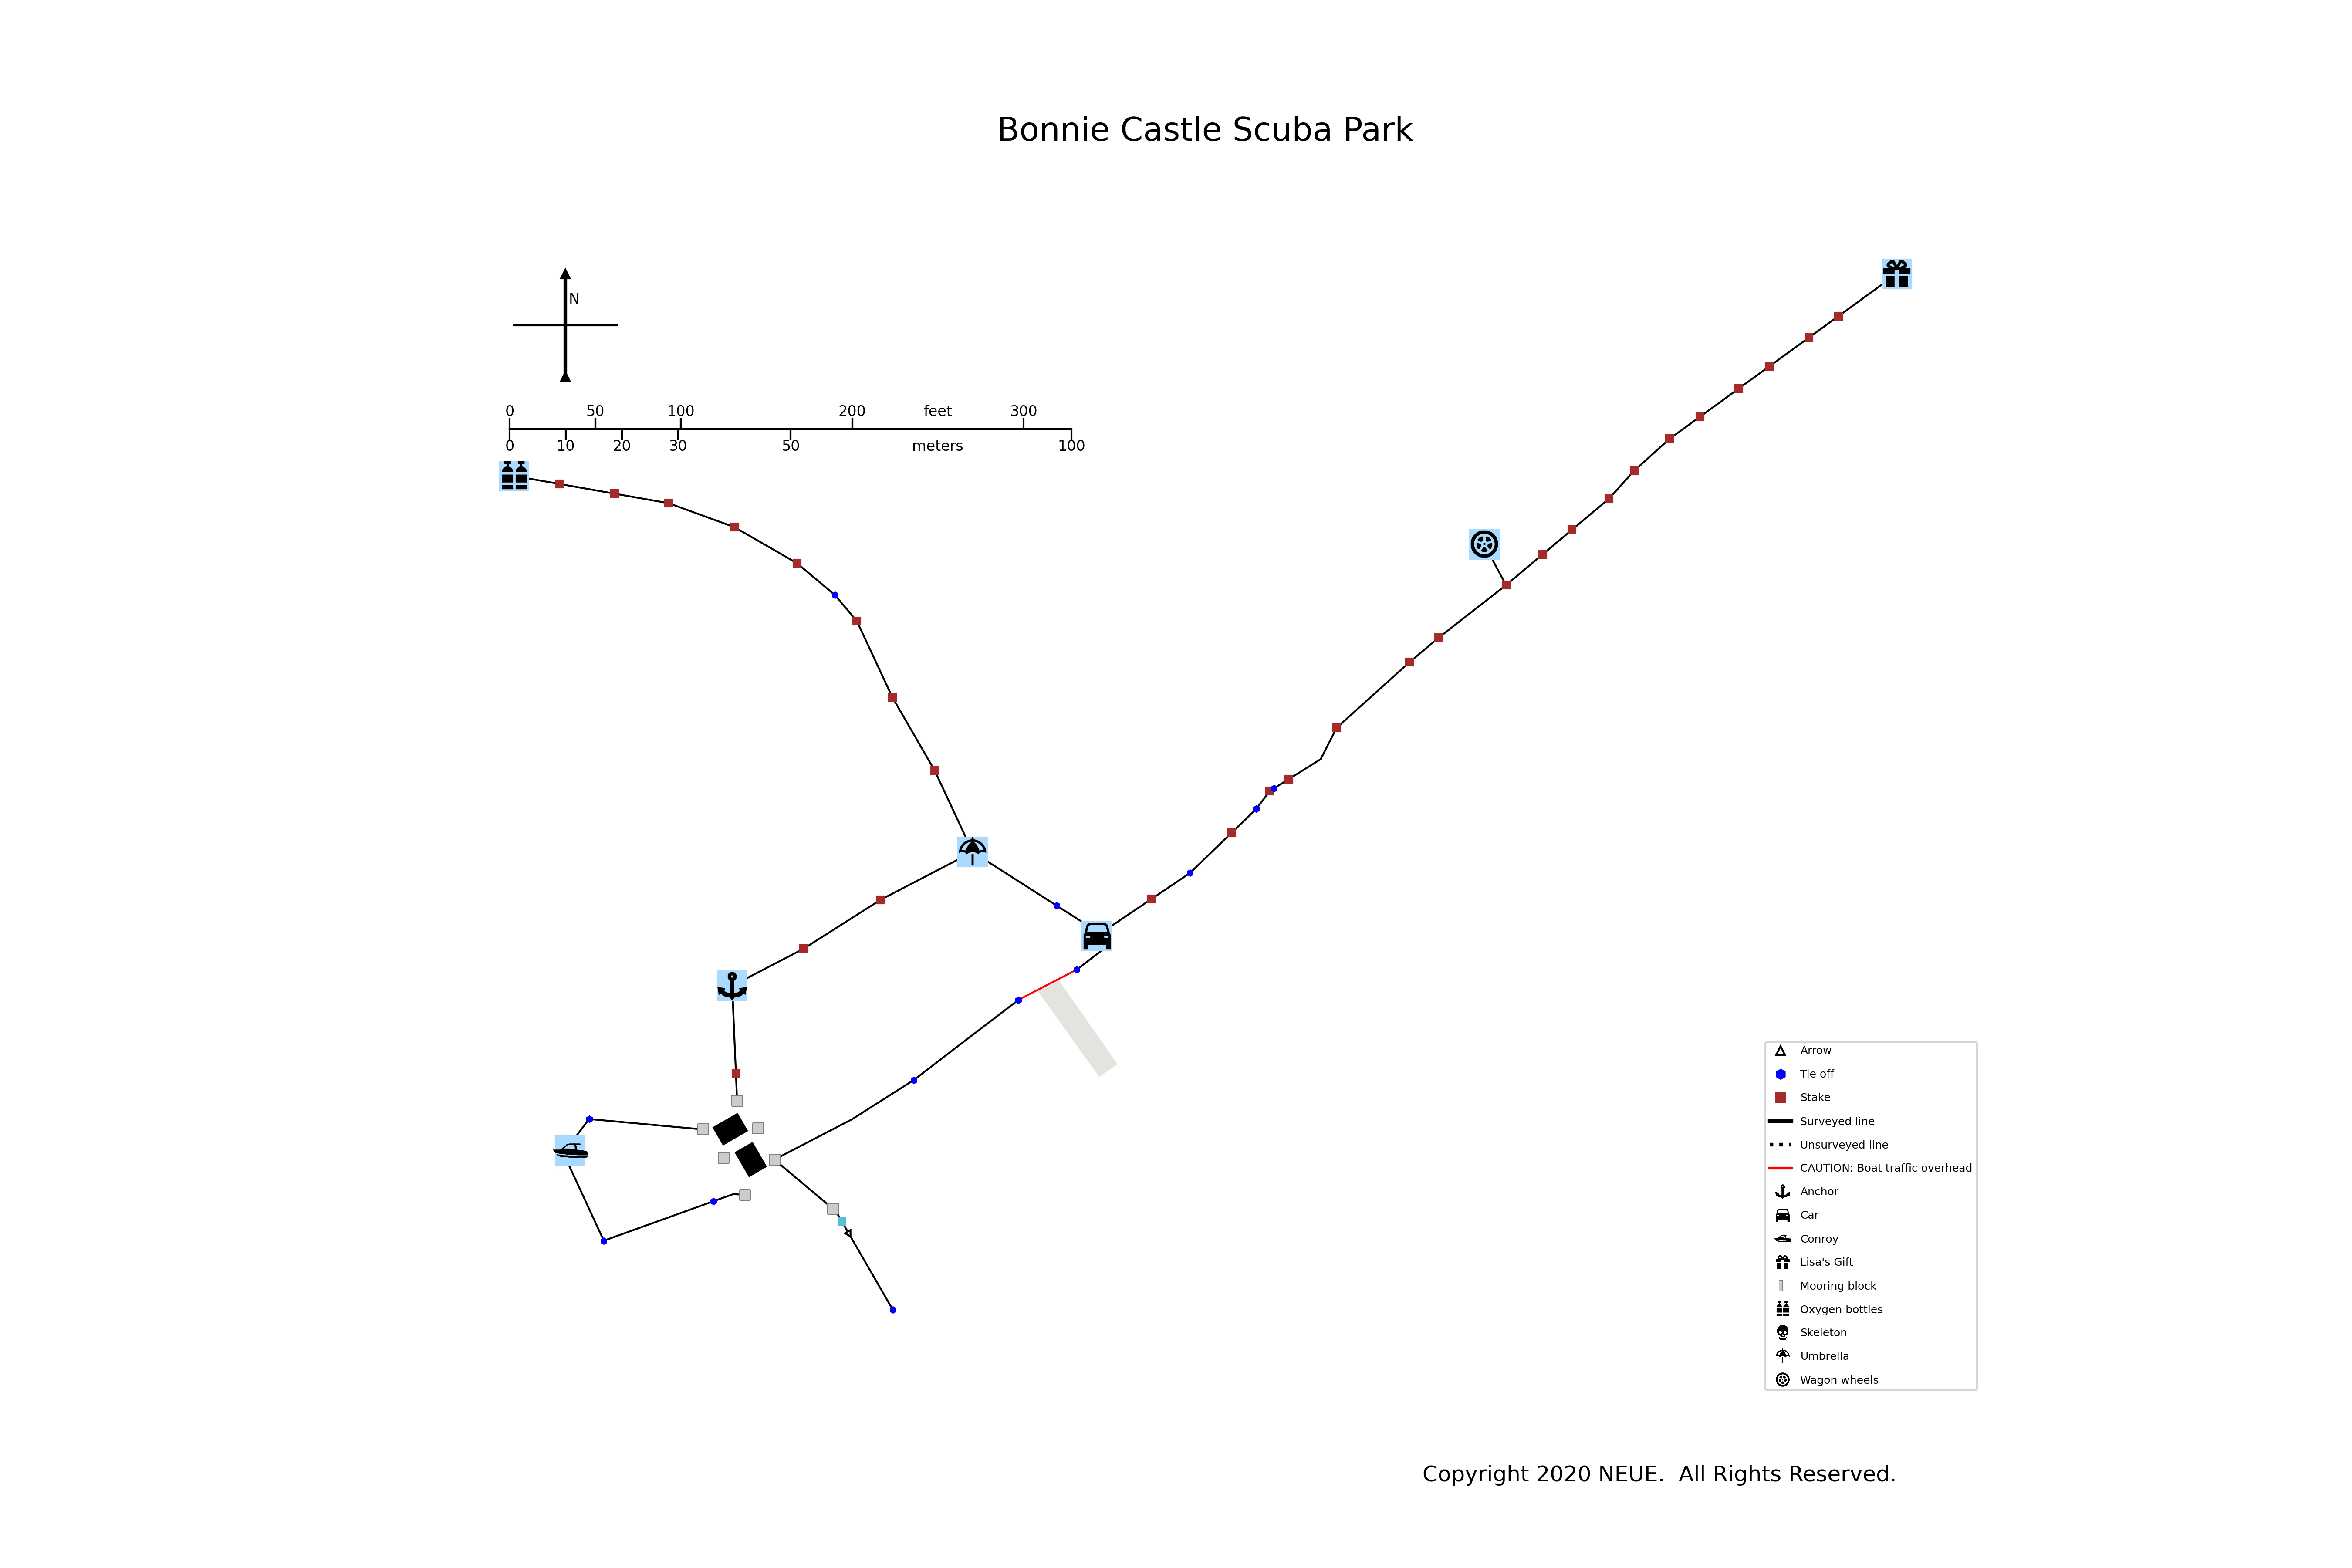 Bonnie Castle Scuba Park
N
0 50 100 200 feet 300
0 10 20 30 50 meters 100
Arrow
Tie off
Stake
Surveyed line
Unsurveyed line
CAUTION: Boat traffic overhead
Anchor
Car
Conroy
Lisa's Gift
Mooring block
Oxygen bottles
Skeleton
Umbrella
Wagon wheels
Copyright 2020 NEUE.  All Rights Reserved.